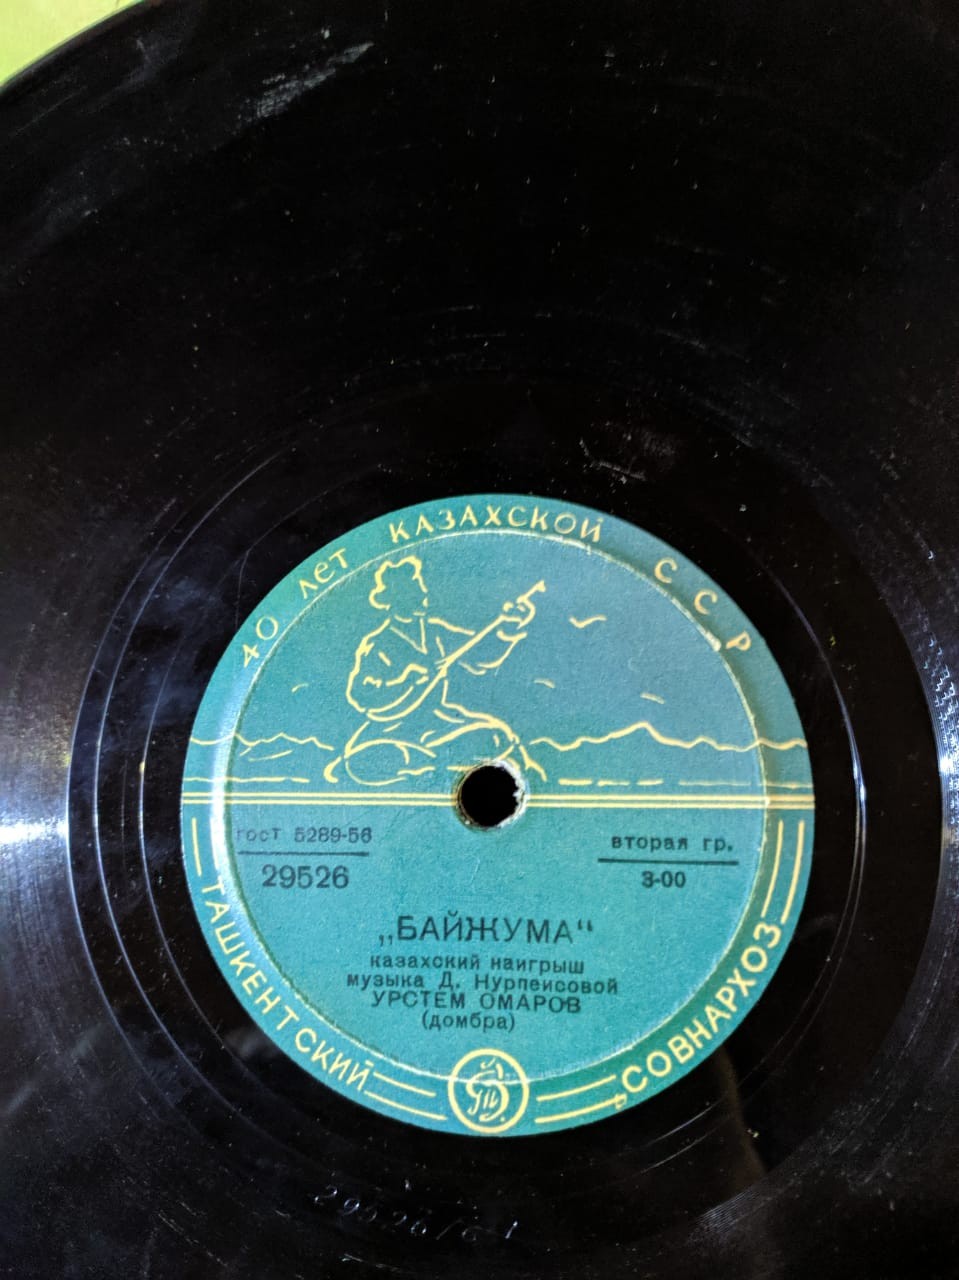 40 лет КАЗАХСКОЙ ССР
гост 5289-56
29526
вторая гр.
3-00
„БАЙЖУМА“
казахский наигрыш
музыка Д. Нурпеисовой
УРСТЕМ ОМАРОВ
(домбра)
ТАШКЕНТСКИЙ
„СОВНАРХОЗ